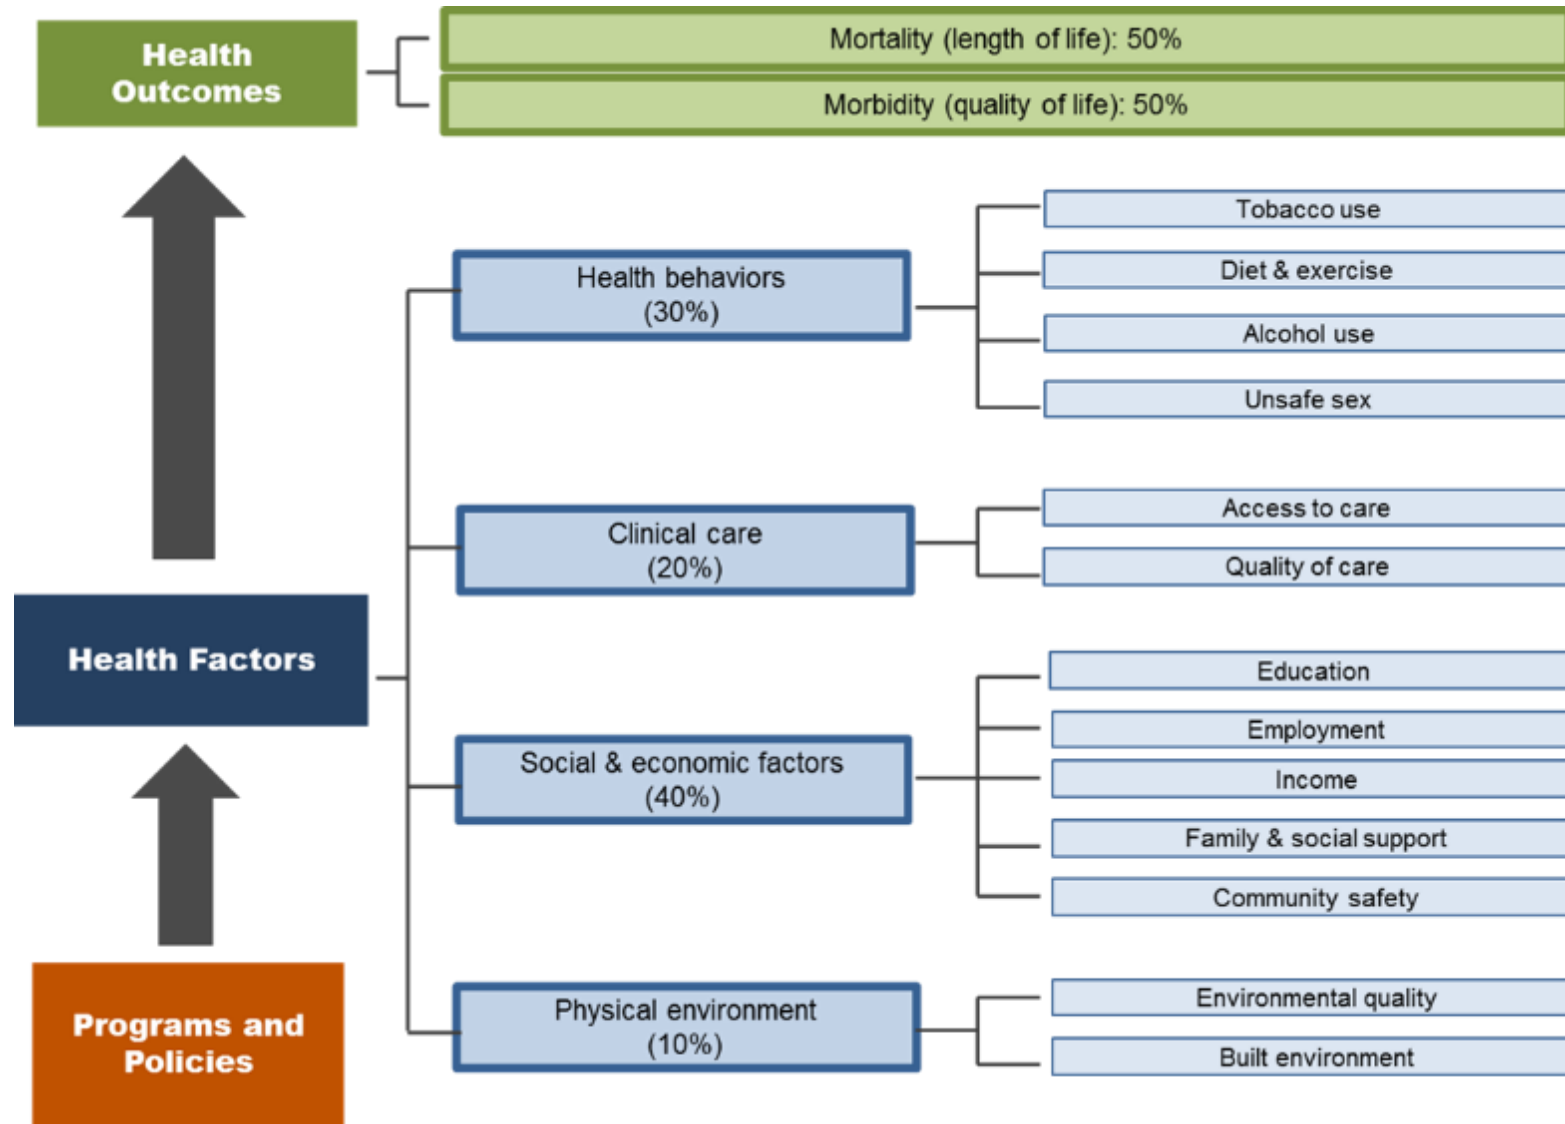 Health
Outcomes
Mortality (length of life): 50%
Morbidity (quality of life): 50%
Health behaviors
(30%)
Tobacco use
Diet & exercise
Alcohol use
Unsafe sex
Clinical care
(20%)
Access to care
Quality of care
Health Factors
Social & economic factors
(40%)
Education
Employment
Income
Family & social support
Community safety
Programs and
Policies
Physical environment
(10%)
Environmental quality
Built environment